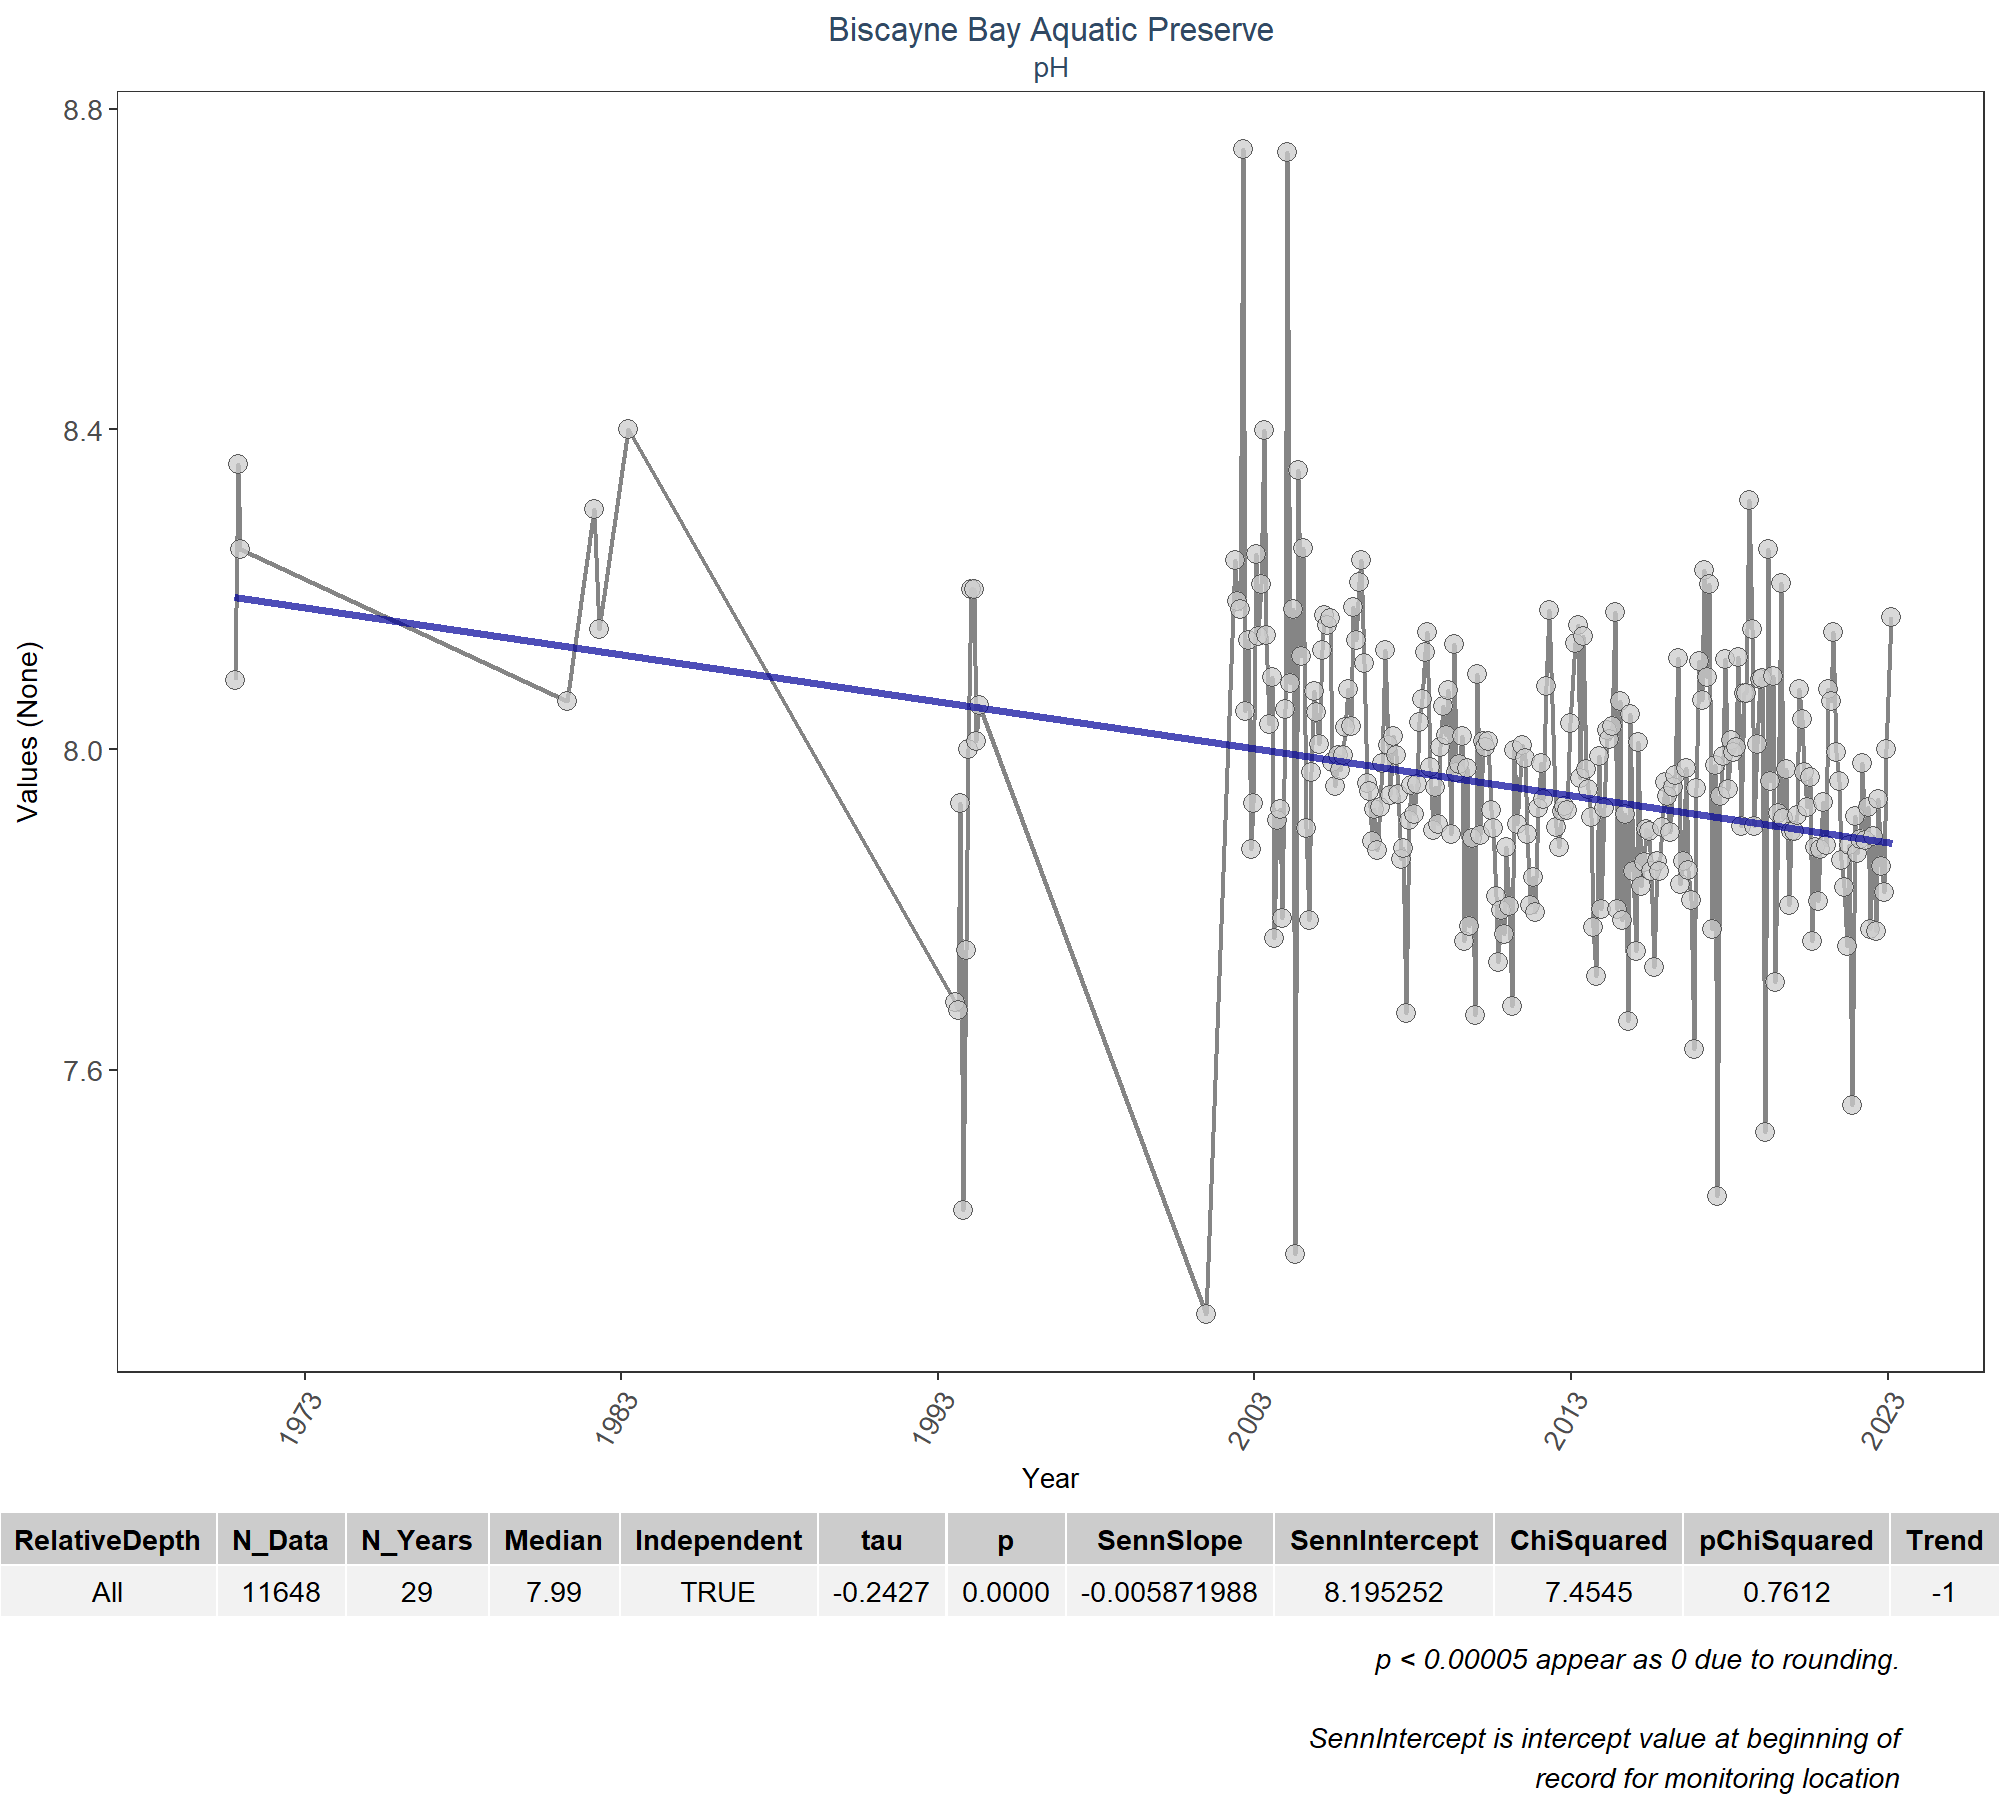 Biscayne Bay Aquatic Preserve
pH
8.8
8.4
8.0
7.6
Values (None)
1973
1983
1993
2003
2013
2023
Year
RelativeDepth N_Data N_Years Median Independent tau p SennSlope SennIntercept ChiSquared pChiSquared Trend
All 11648 29 7.99 TRUE -0.2427 0.0000 -0.005871988 8.195252 7.4545 0.7612 -1
p < 0.00005 appear as 0 due to rounding.
SennIntercept is intercept value at beginning of
record for monitoring location